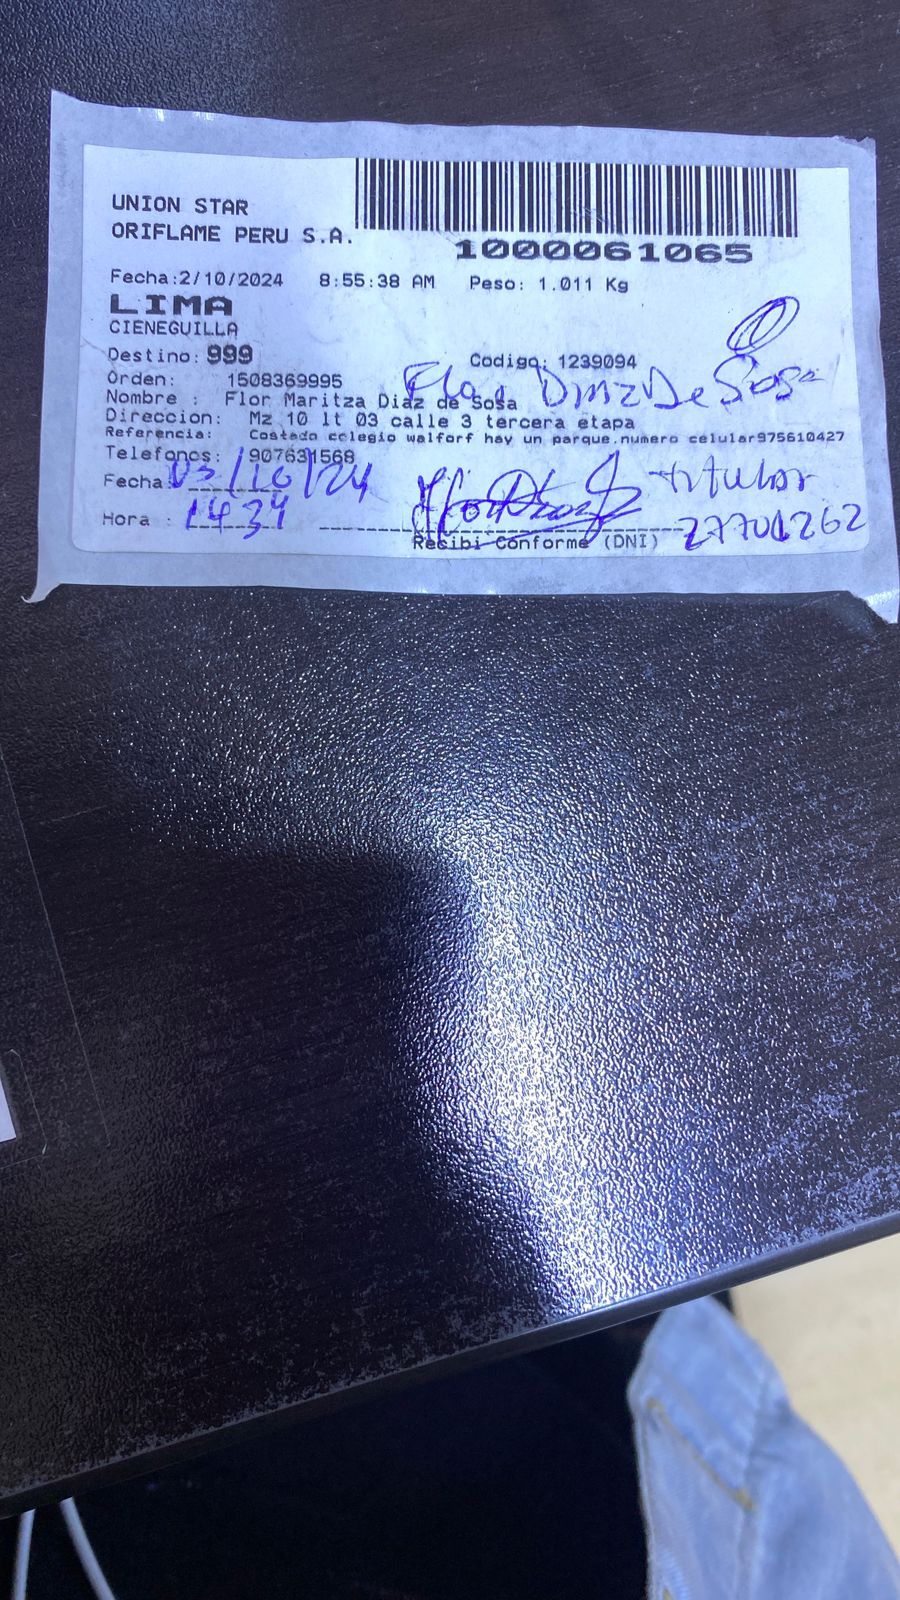 UNION STAR
ORIFLAME PERU S.A.
1000061065
Fecha:2/10/2024 8:55:38 AM Peso: 1.011 Kg
LIMA
CIENEGUILLA
Destino: 999 Codigo: 1239094
Orden: 1508369995
Flor Diaz De Sosa
Nombre : Flor Maritza Diaz de Sosa
Direccion: Mz 10 lt 03 calle 3 tercera etapa
Referencia: Costado colegio walforf hay un parque.numero celular975610427
Telefonos: 907631568
Fecha: 03/10/24 titular
Hora : 14 34 27701262
Recibi Conforme (DNI)